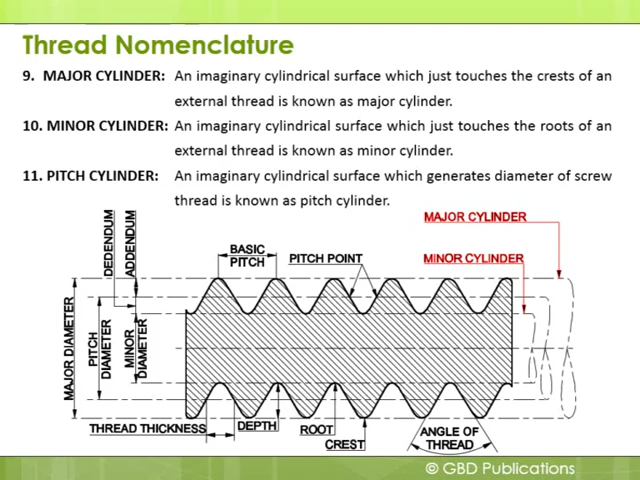 Thread Nomenclature
9. MAJOR CYLINDER: An imaginary cylindrical surface which just touches the crests of an
external thread is known as major cylinder.
10. MINOR CYLINDER: An imaginary cylindrical surface which just touches the roots of an
external thread is known as minor cylinder.
11. PITCH CYLINDER: An imaginary cylindrical surface which generates diameter of screw
thread is known as pitch cylinder.
DEDENDUM
ADDENDUM
BASIC
PITCH
PITCH POINT
MAJOR CYLINDER
MINOR CYLINDER
MAJOR DIAMETER
PITCH
DIAMETER
MINOR
DIAMETER
THREAD THICKNESS
DEPTH
ROOT
CREST
ANGLE OF
THREAD
© GBD Publications